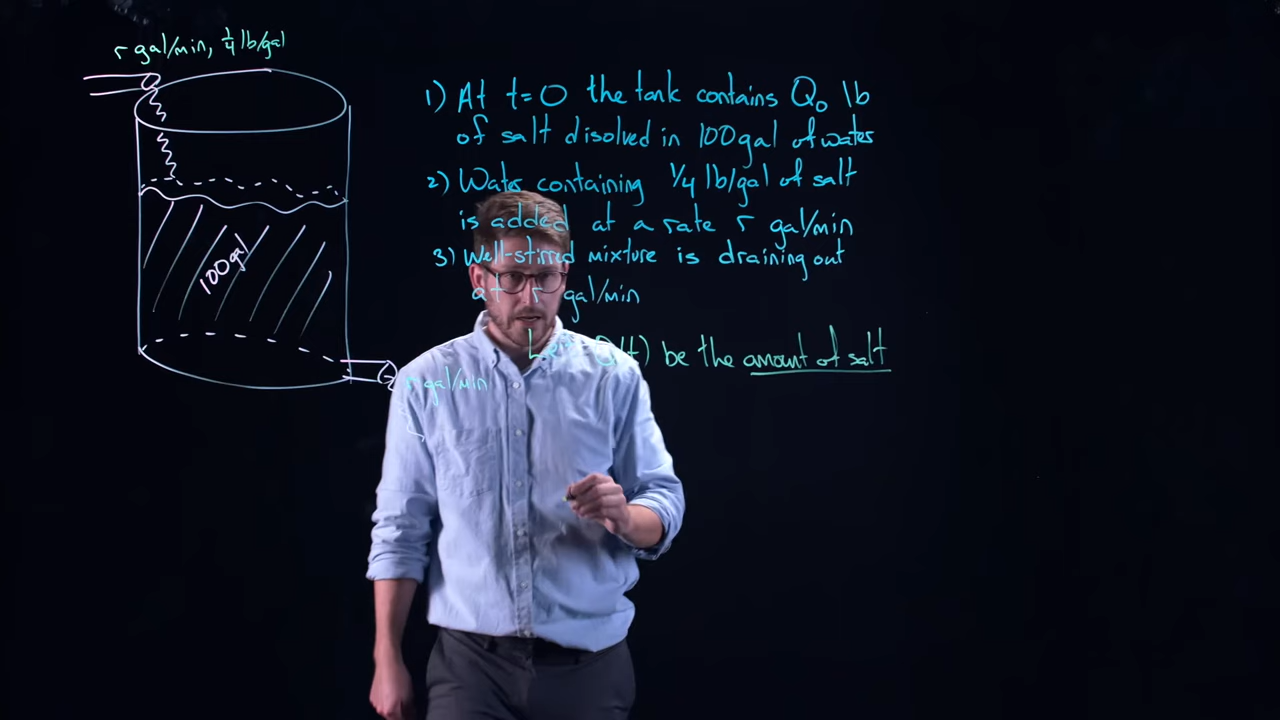 r gal/min, 1/4 lb/gal
1) At t=0 the tank contains Q₀ lb
of salt disolved in 100gal of water
2) Water containing 1/4 lb/gal of salt
is added at a rate r gal/min
3) Well-stirred mixture is draining out
at r gal/min
100gal
Let Q(t) be the amount of salt
r gal/min